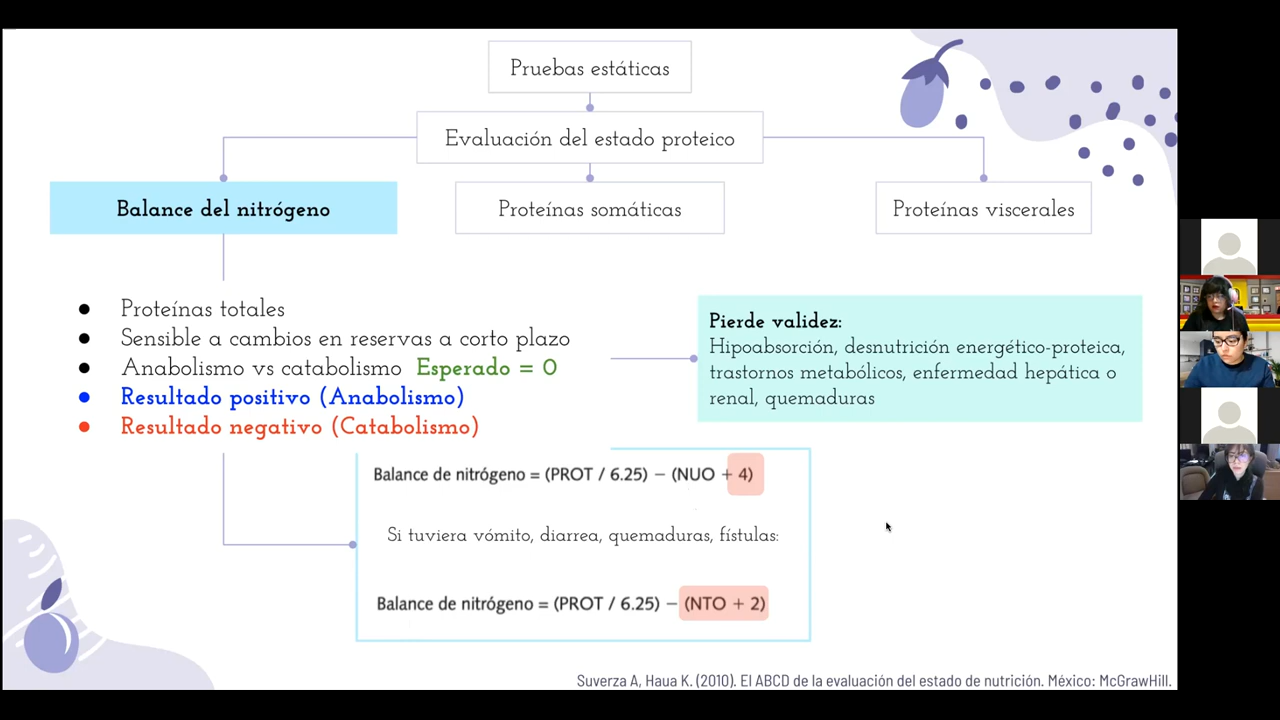 Pruebas estáticas
Evaluación del estado proteico
Balance del nitrógeno
Proteínas somáticas
Proteínas viscerales
● Proteínas totales
● Sensible a cambios en reservas a corto plazo
● Anabolismo vs catabolismo Esperado = 0
● Resultado positivo (Anabolismo)
● Resultado negativo (Catabolismo)
Pierde validez:
Hipoabsorción, desnutrición energético-proteica,
trastornos metabólicos, enfermedad hepática o
renal, quemaduras
Balance de nitrógeno = (PROT / 6.25) − (NUO + 4)
Si tuviera vómito, diarrea, quemaduras, fístulas:
Balance de nitrógeno = (PROT / 6.25) − (NTO + 2)
Suverza A, Haua K. (2010). El ABCD de la evaluación del estado de nutrición. México: McGrawHill.